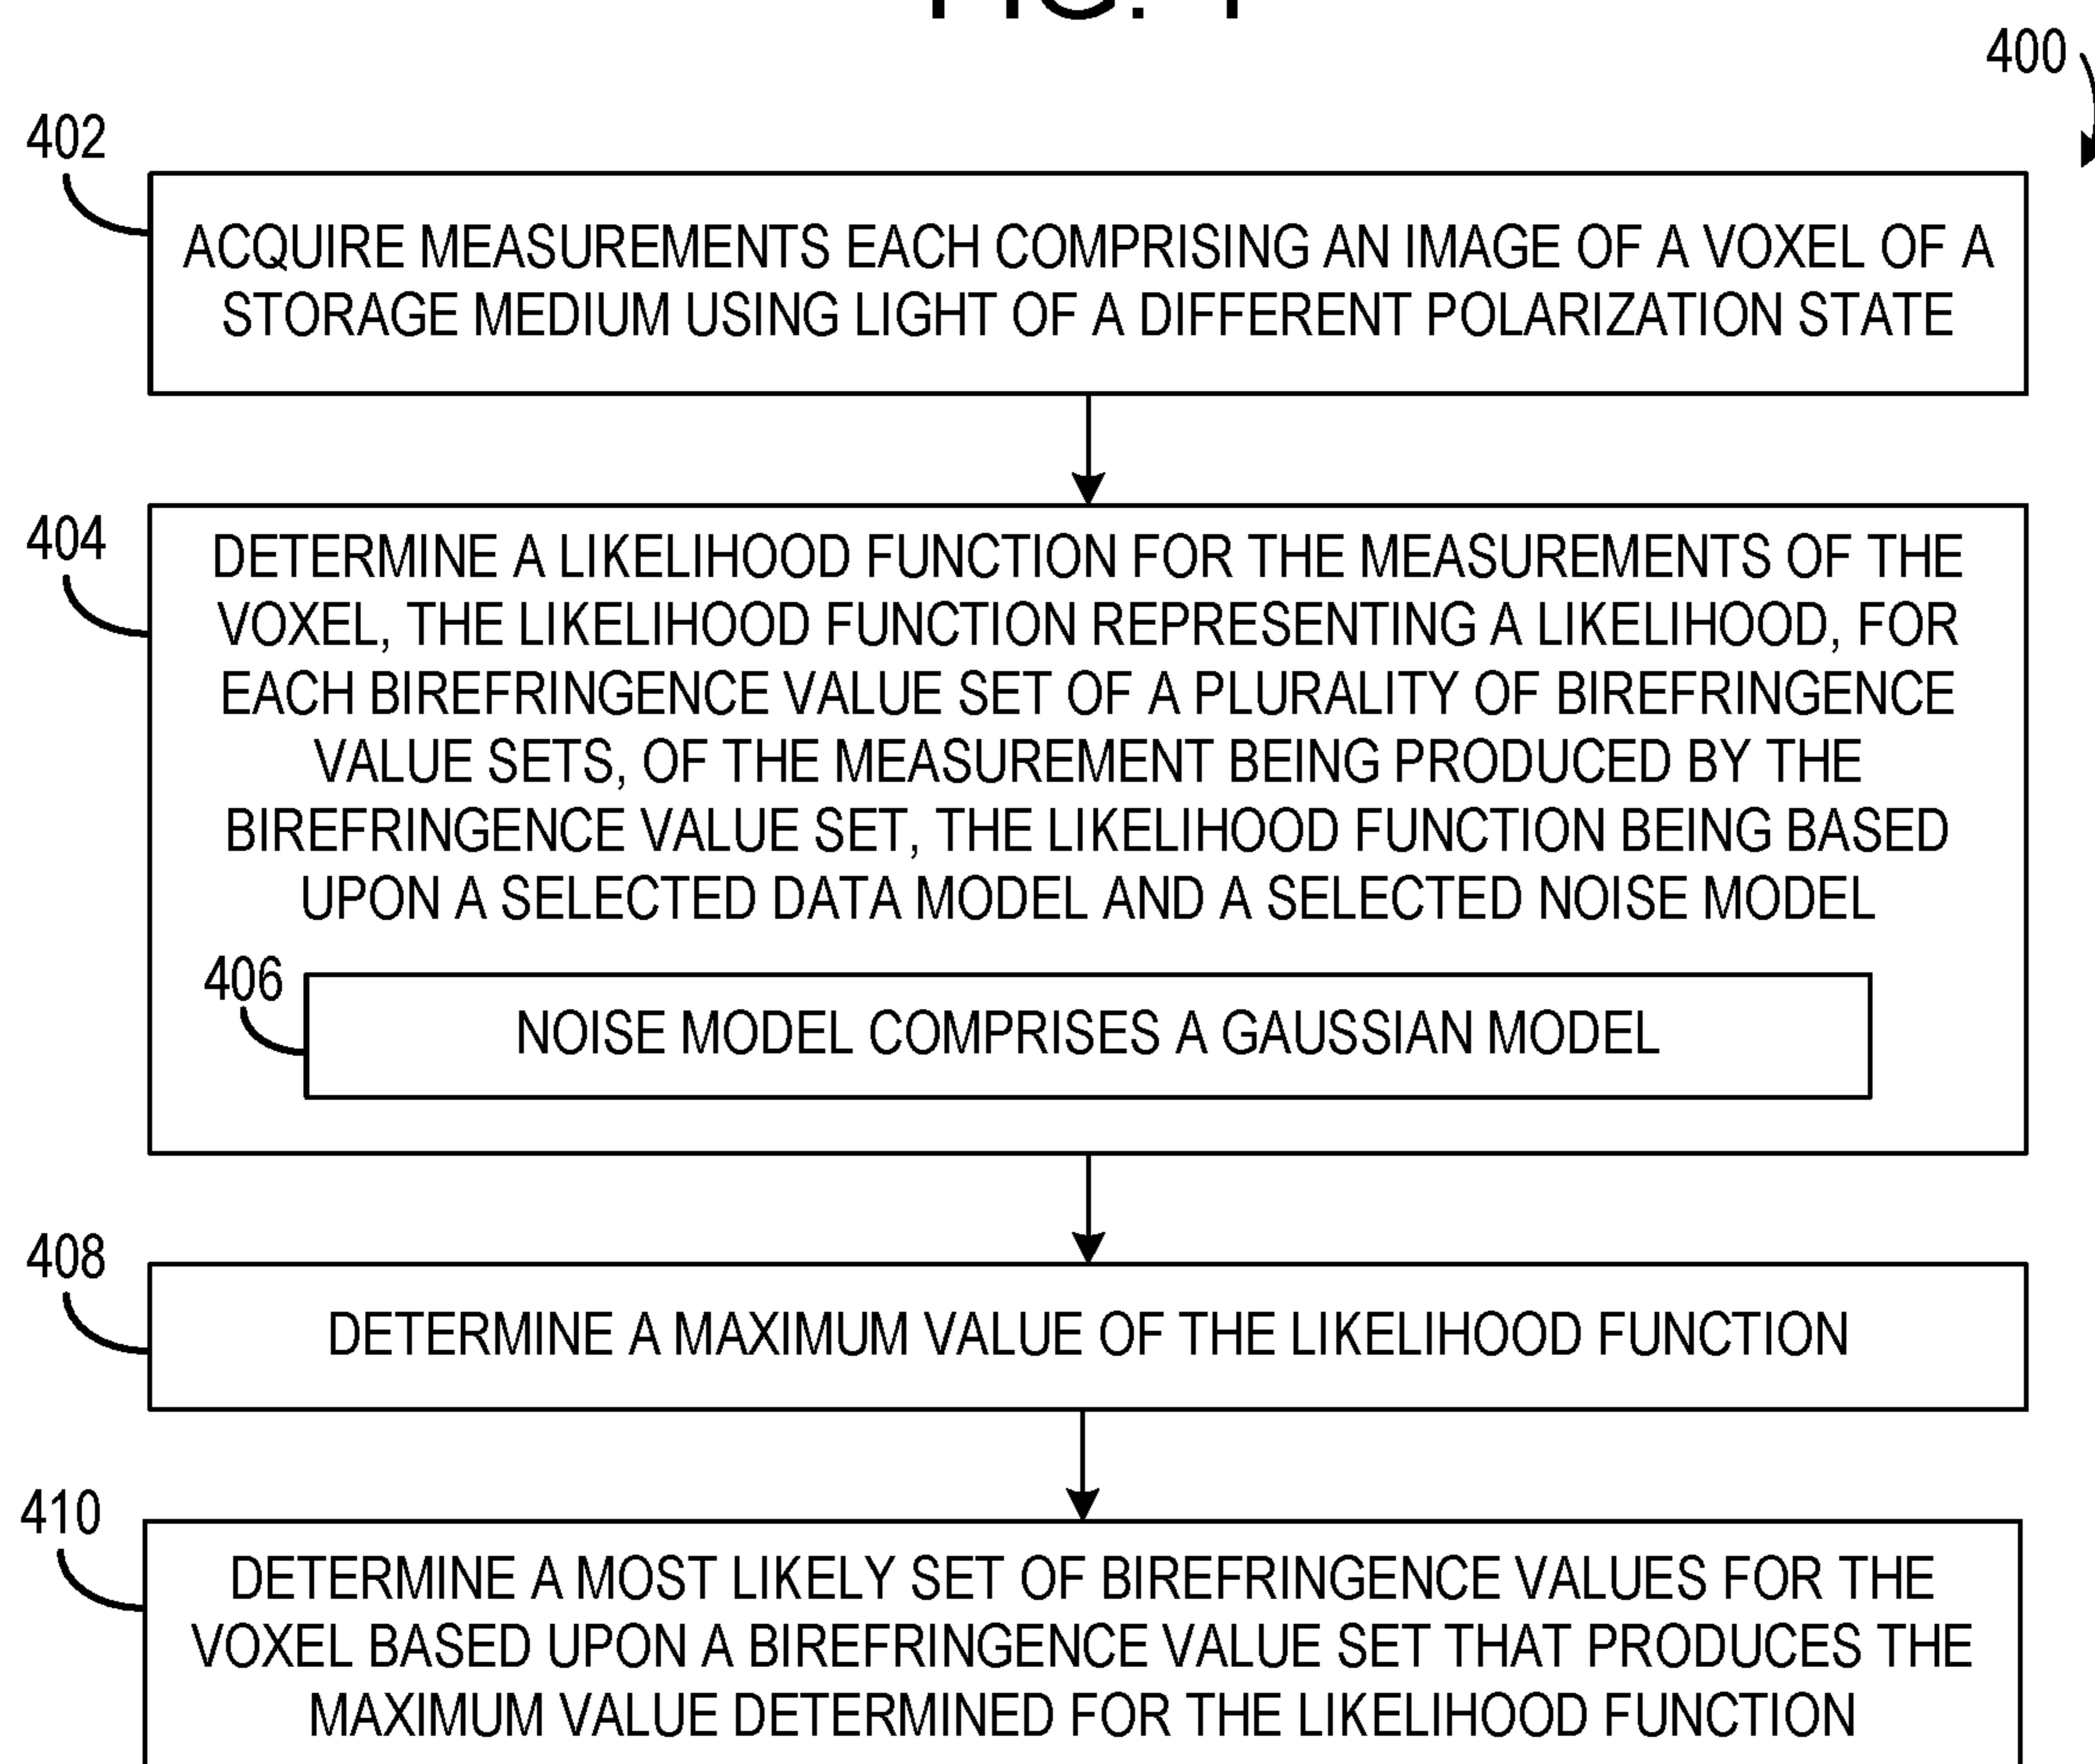 400
402
ACQUIRE MEASUREMENTS EACH COMPRISING AN IMAGE OF A VOXEL OF A
STORAGE MEDIUM USING LIGHT OF A DIFFERENT POLARIZATION STATE
404
DETERMINE A LIKELIHOOD FUNCTION FOR THE MEASUREMENTS OF THE
VOXEL, THE LIKELIHOOD FUNCTION REPRESENTING A LIKELIHOOD, FOR
EACH BIREFRINGENCE VALUE SET OF A PLURALITY OF BIREFRINGENCE
VALUE SETS, OF THE MEASUREMENT BEING PRODUCED BY THE
BIREFRINGENCE VALUE SET, THE LIKELIHOOD FUNCTION BEING BASED
UPON A SELECTED DATA MODEL AND A SELECTED NOISE MODEL
406
NOISE MODEL COMPRISES A GAUSSIAN MODEL
408
DETERMINE A MAXIMUM VALUE OF THE LIKELIHOOD FUNCTION
410
DETERMINE A MOST LIKELY SET OF BIREFRINGENCE VALUES FOR THE
VOXEL BASED UPON A BIREFRINGENCE VALUE SET THAT PRODUCES THE
MAXIMUM VALUE DETERMINED FOR THE LIKELIHOOD FUNCTION